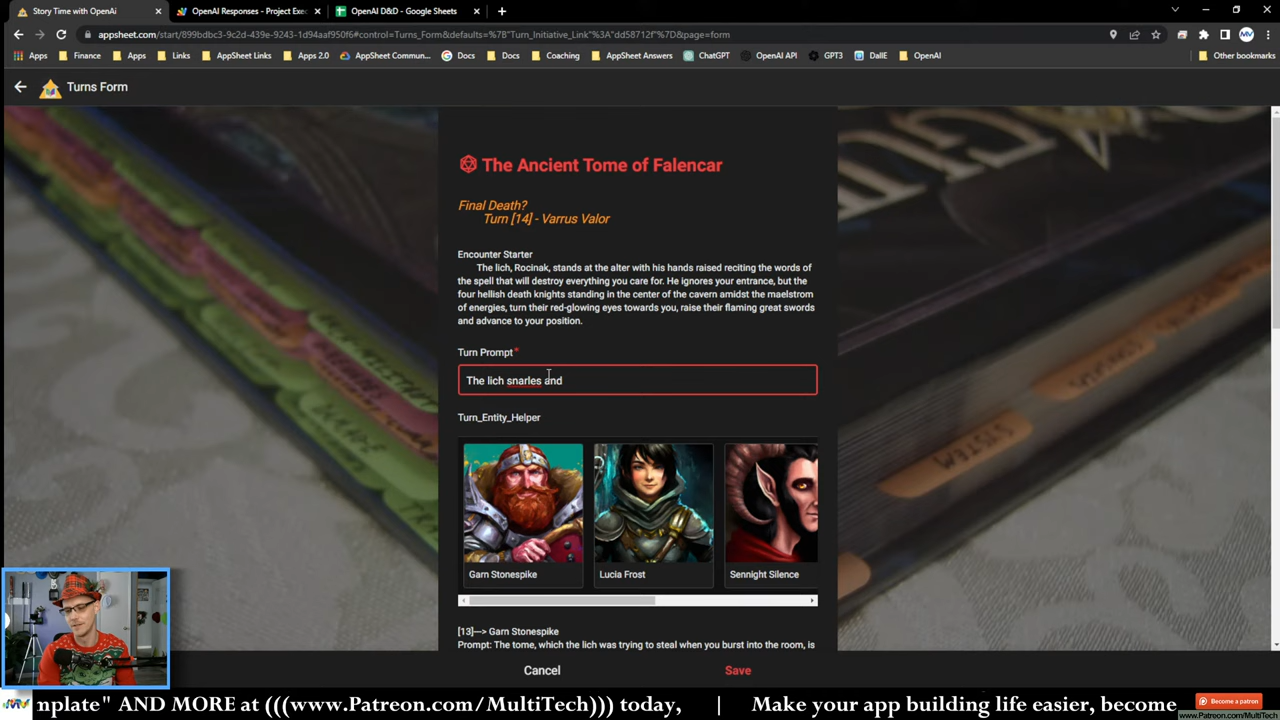 Story Time with OpenAi
OpenAI Responses - Project Exec
OpenAI D&D - Google Sheets
appsheet.com/start/899bdbc3-9c2d-439e-9243-1d94aaf950f6#control=Turns_Form&defaults=%7B"Turn_Initiative_Link"%3A"dd58712f"%7D&page=form
Apps
Finance
Apps
Links
AppSheet Links
Apps 2.0
AppSheet Commun...
Docs
Docs
Coaching
AppSheet Answers
ChatGPT
OpenAI API
GPT3
DallE
OpenAI
Other bookmarks
Turns Form
The Ancient Tome of Falencar
Final Death?
Turn [14] - Varrus Valor
Encounter Starter
The lich, Rocinak, stands at the alter with his hands raised reciting the words of
the spell that will destroy everything you care for. He ignores your entrance, but the
four hellish death knights standing in the center of the cavern amidst the maelstrom
of energies, turn their red-glowing eyes towards you, raise their flaming great swords
and advance to your position.
Turn Prompt*
The lich snarles and
Turn_Entity_Helper
Garn Stonespike
Lucia Frost
Sennight Silence
[13]---> Garn Stonespike
Prompt: The tome, which the lich was trying to steal when you burst into the room, is
Cancel
Save
mplate" AND MORE at (((www.Patreon.com/MultiTech))) today, | Make your app building life easier, become
Become a patron
www.Patreon.com/MultiTech